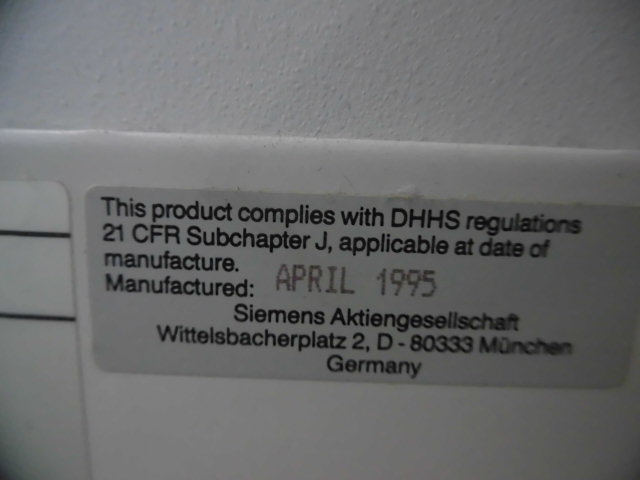 This product complies with DHHS regulations
21 CFR Subchapter J, applicable at date of
manufacture.
Manufactured: APRIL 1995
Siemens Aktiengesellschaft
Wittelsbacherplatz 2, D - 80333 München
Germany